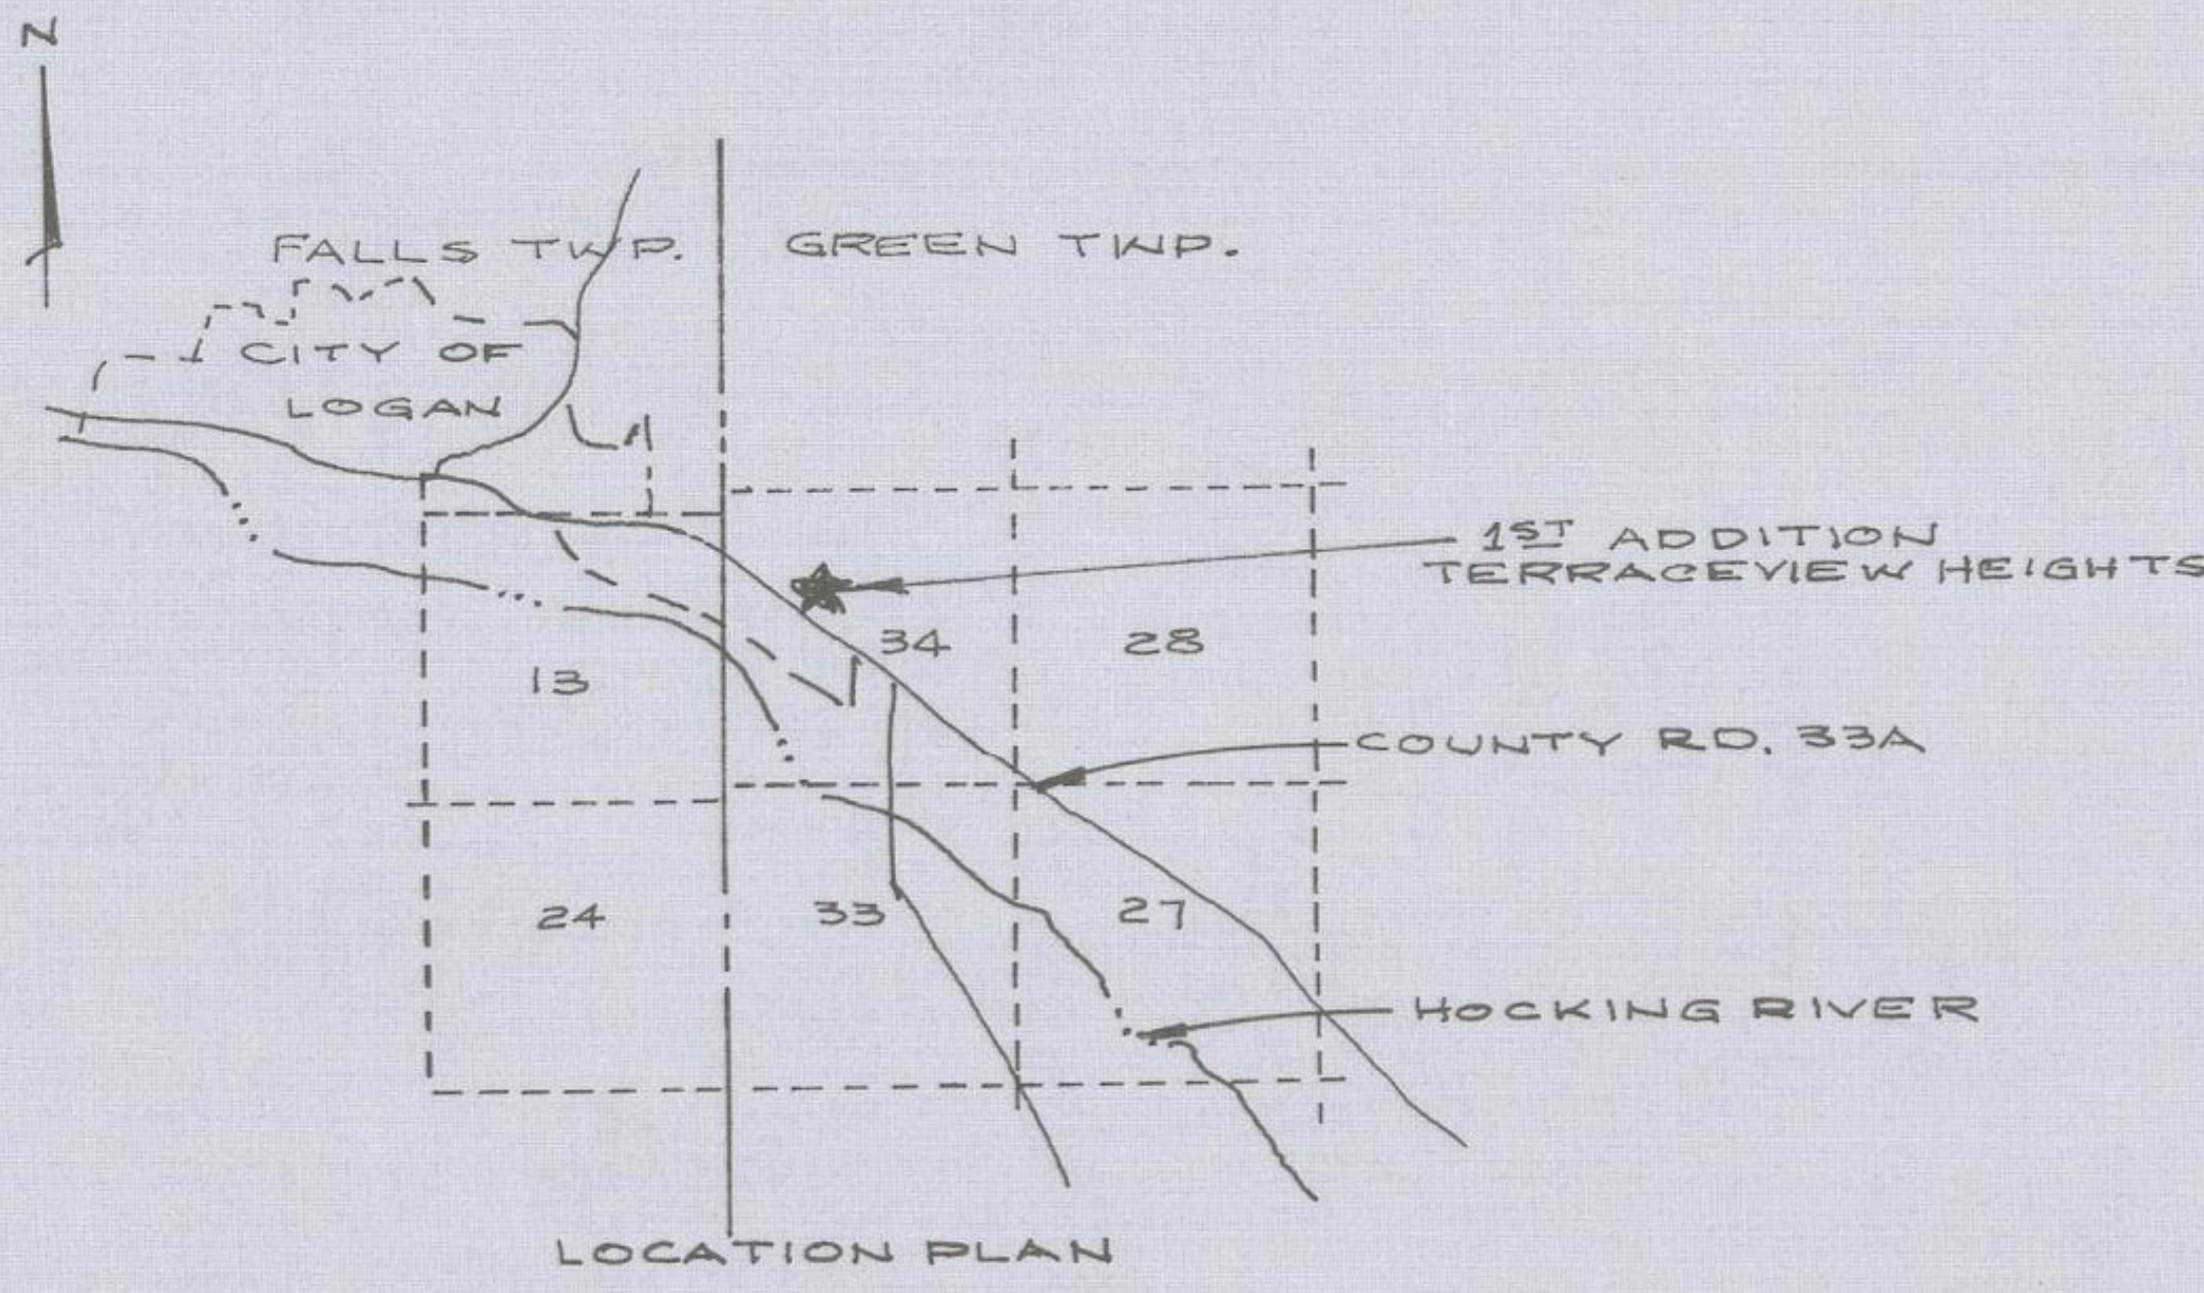 N
FALLS TWP.
GREEN TWP.
CITY OF
LOGAN
1ST ADDITION
TERRACEVIEW HEIGHTS
34
28
13
COUNTY RD. 33A
24
33
27
HOCKING RIVER
LOCATION PLAN